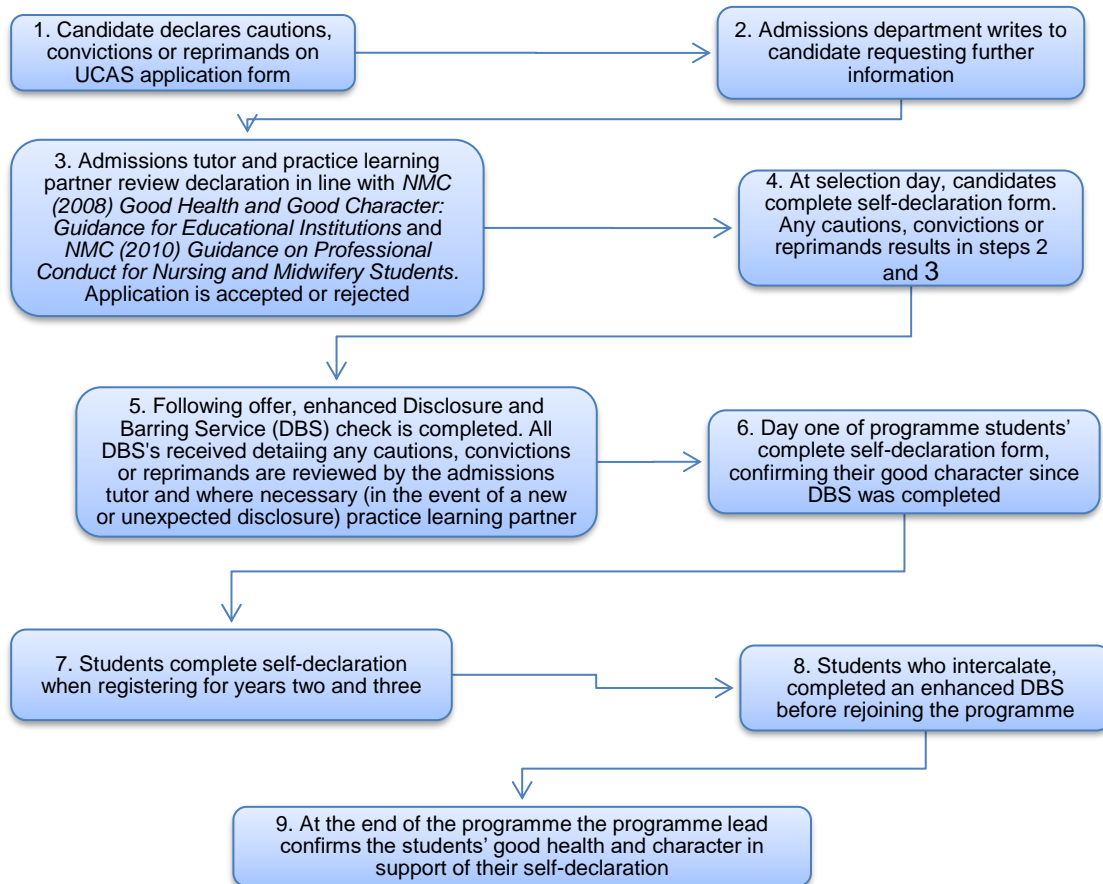 1. Candidate declares cautions,
convictions or reprimands on
UCAS application form
2. Admissions department writes to
candidate requesting further
information
3. Admissions tutor and practice learning
partner review declaration in line with NMC
(2008) Good Health and Good Character:
Guidance for Educational Institutions and
NMC (2010) Guidance on Professional
Conduct for Nursing and Midwifery Students.
Application is accepted or rejected
4. At selection day, candidates
complete self-declaration form.
Any cautions, convictions or
reprimands results in steps 2
and 3
5. Following offer, enhanced Disclosure and
Barring Service (DBS) check is completed. All
DBS's received detaiing any cautions, convictions
or reprimands are reviewed by the admissions
tutor and where necessary (in the event of a new
or unexpected disclosure) practice learning partner
6. Day one of programme students’
complete self-declaration form,
confirming their good character since
DBS was completed
7. Students complete self-declaration
when registering for years two and three
8. Students who intercalate,
completed an enhanced DBS
before rejoining the programme
9. At the end of the programme the programme lead
confirms the students’ good health and character in
support of their self-declaration